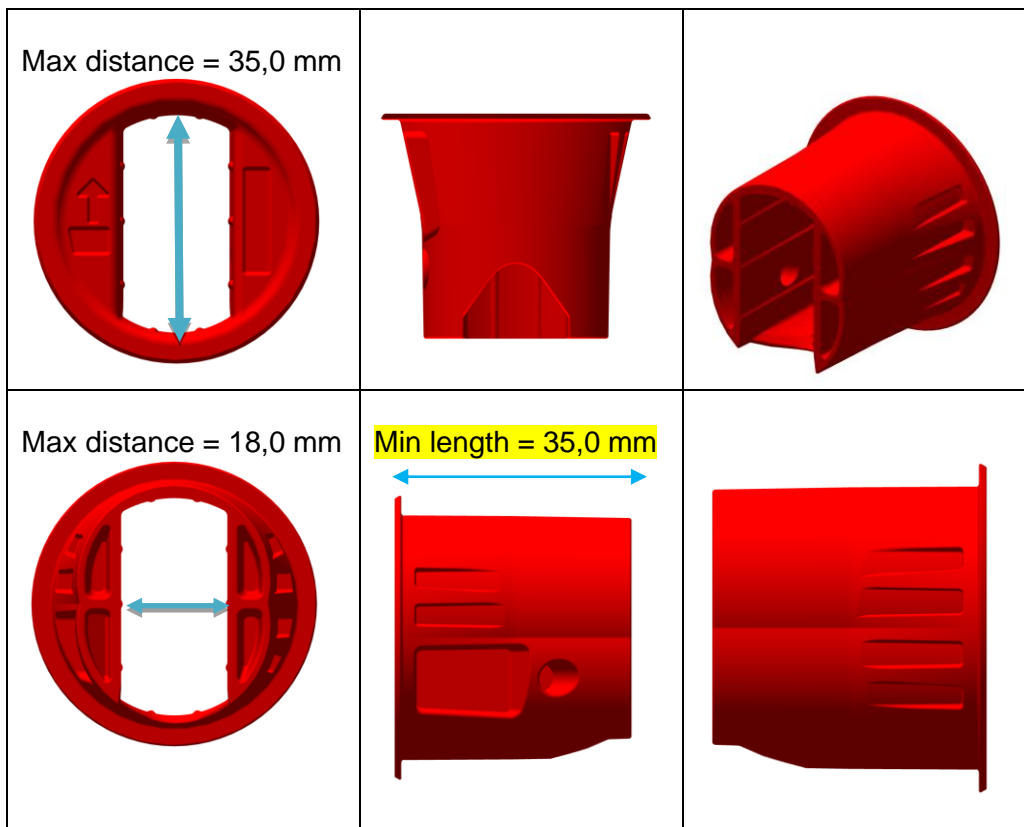 Max distance = 35,0 mm
Max distance = 18,0 mm
Min length = 35,0 mm